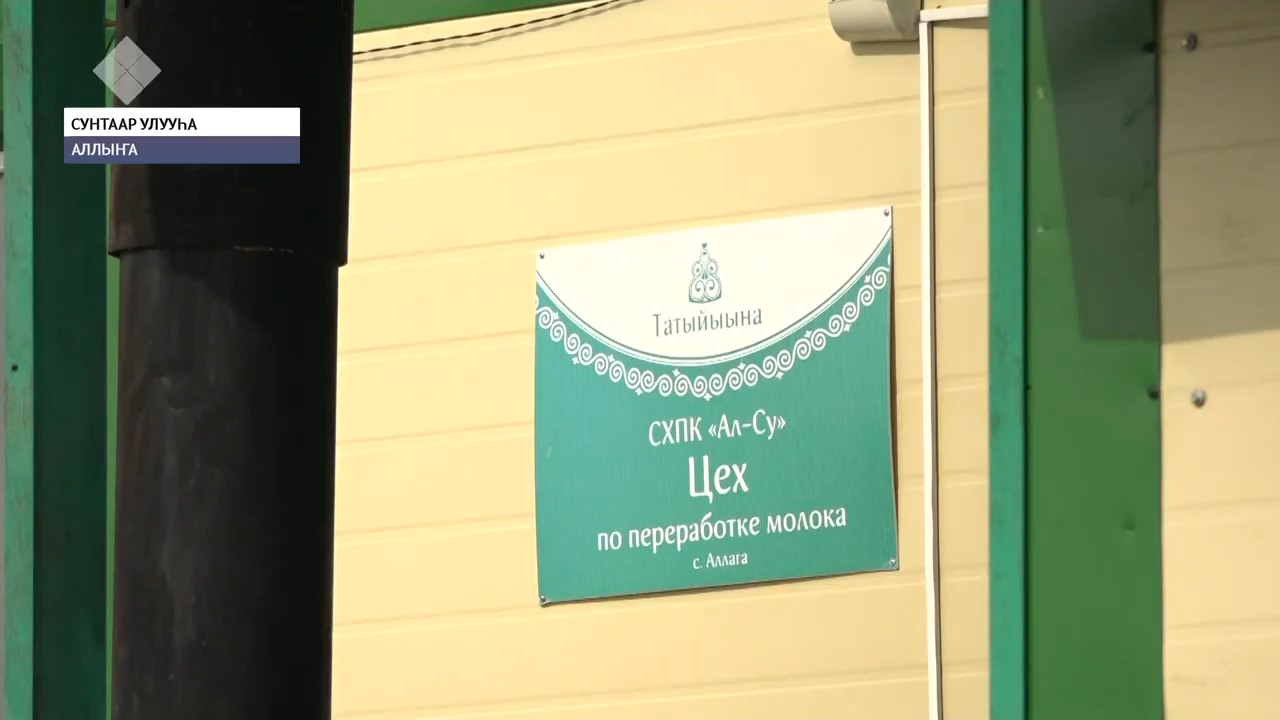 СУНТААР УЛУУҺА
АЛЛЫҤА
Татыйыына
СХПК «Ал-Су»
Цех
по переработке молока
с. Аллага